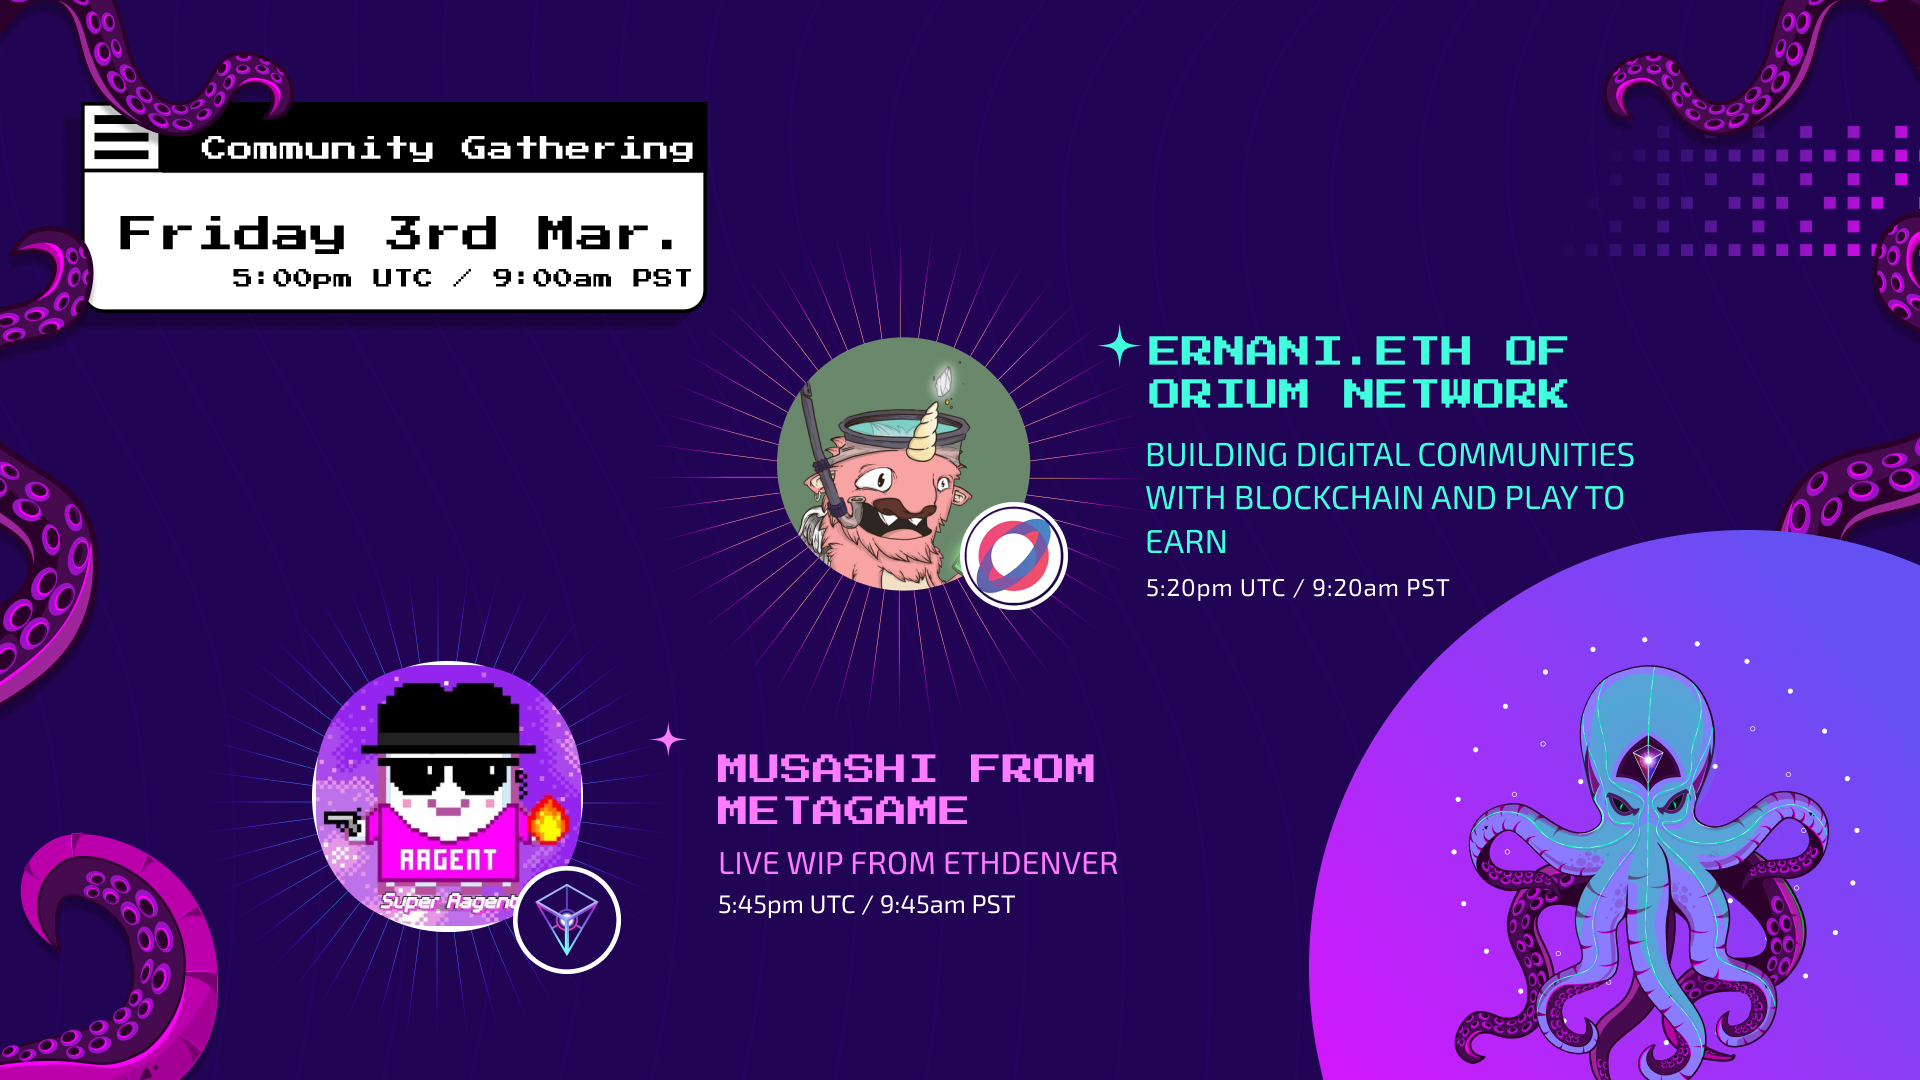 Community Gathering
Friday 3rd Mar.
5:00pm UTC / 9:00am PST
ERNANI.ETH OF
ORIUM NETWORK
BUILDING DIGITAL COMMUNITIES
WITH BLOCKCHAIN AND PLAY TO
EARN
5:20pm UTC / 9:20am PST
MUSASHI FROM
METAGAME
LIVE WIP FROM ETHDENVER
5:45pm UTC / 9:45am PST
RAGENT
Super Ragent